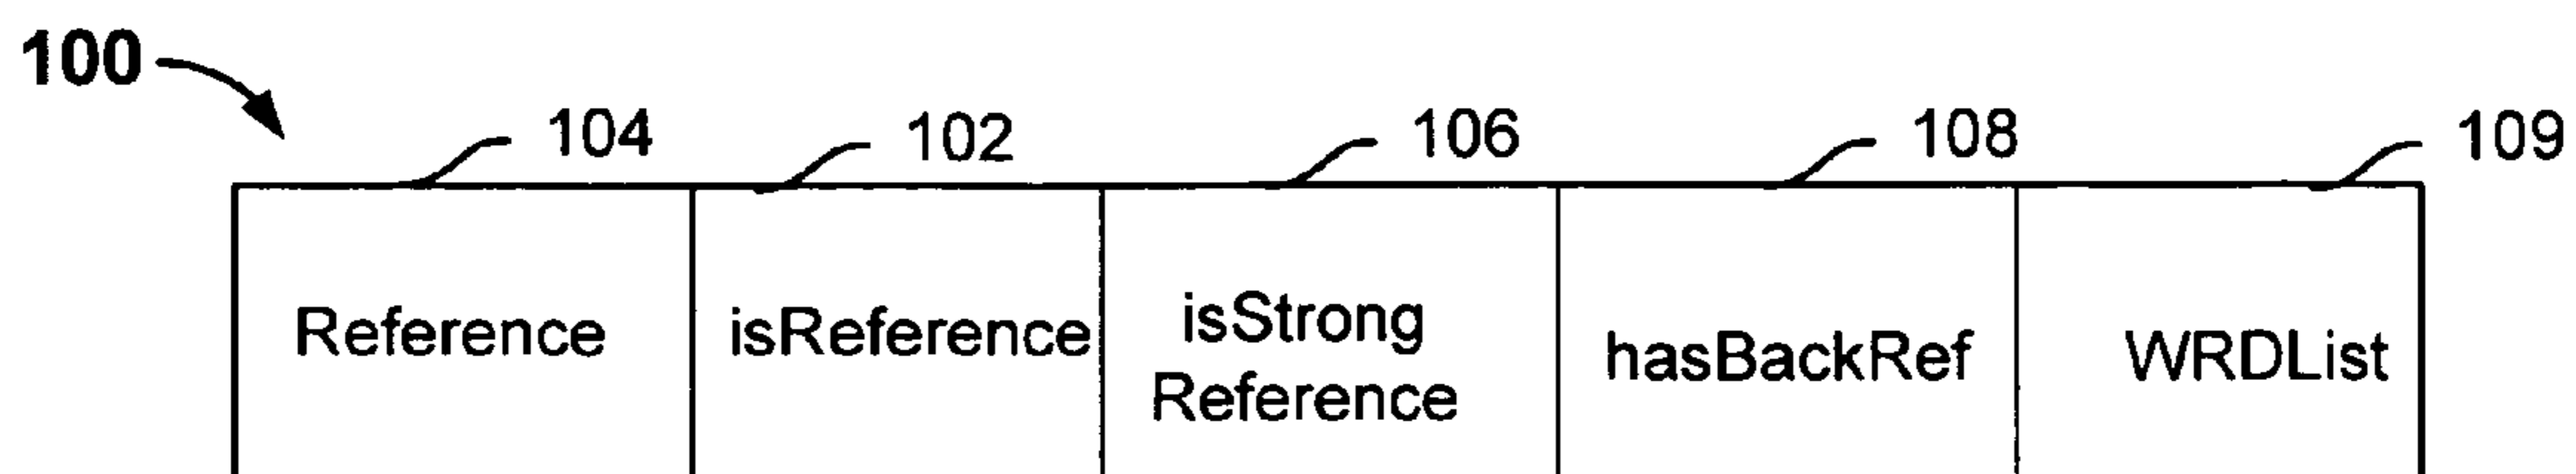 100
104
102
106
108
109
Reference
isReference
isStrong
Reference
hasBackRef
WRDList